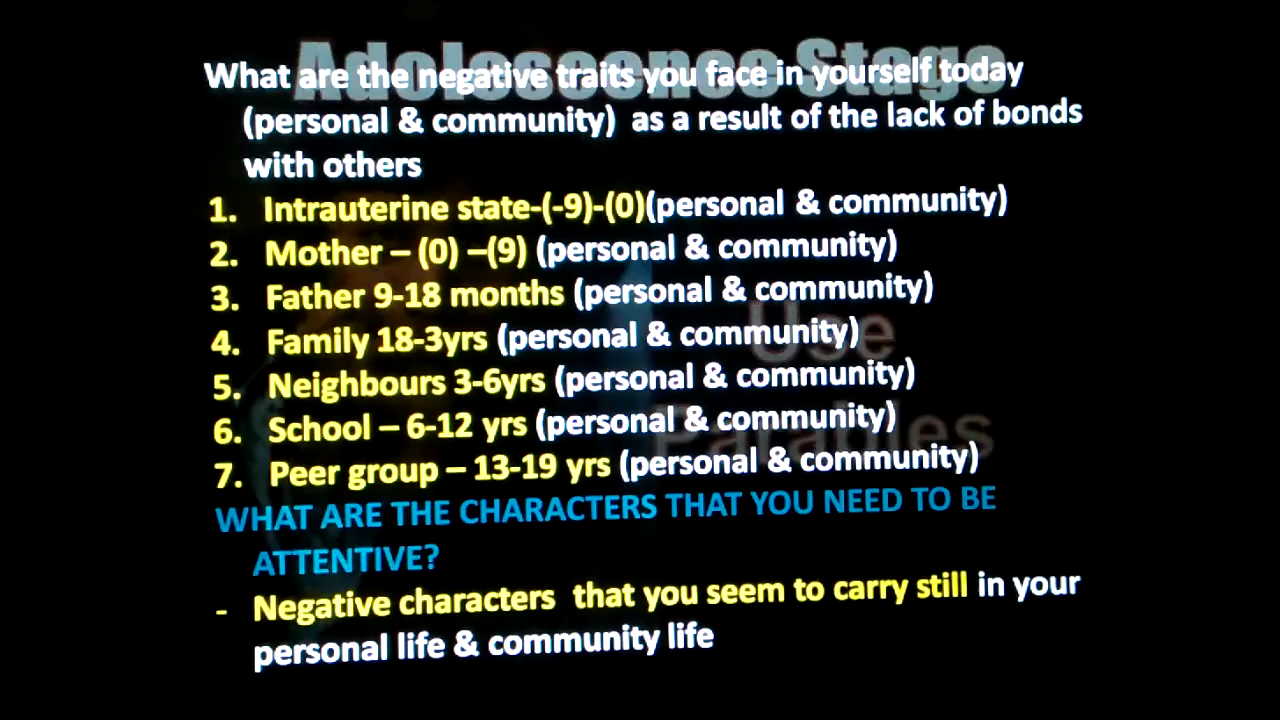 Adolescence Stage
What are the negative traits you face in yourself today
(personal & community) as a result of the lack of bonds
with others
1. Intrauterine state-(-9)-(0)(personal & community)
2. Mother – (0) –(9) (personal & community)
3. Father 9-18 months (personal & community)
4. Family 18-3yrs (personal & community)
Use
5. Neighbours 3-6yrs (personal & community)
6. School – 6-12 yrs (personal & community)
Parables
7. Peer group – 13-19 yrs (personal & community)
WHAT ARE THE CHARACTERS THAT YOU NEED TO BE
ATTENTIVE?
- Negative characters that you seem to carry still in your
personal life & community life